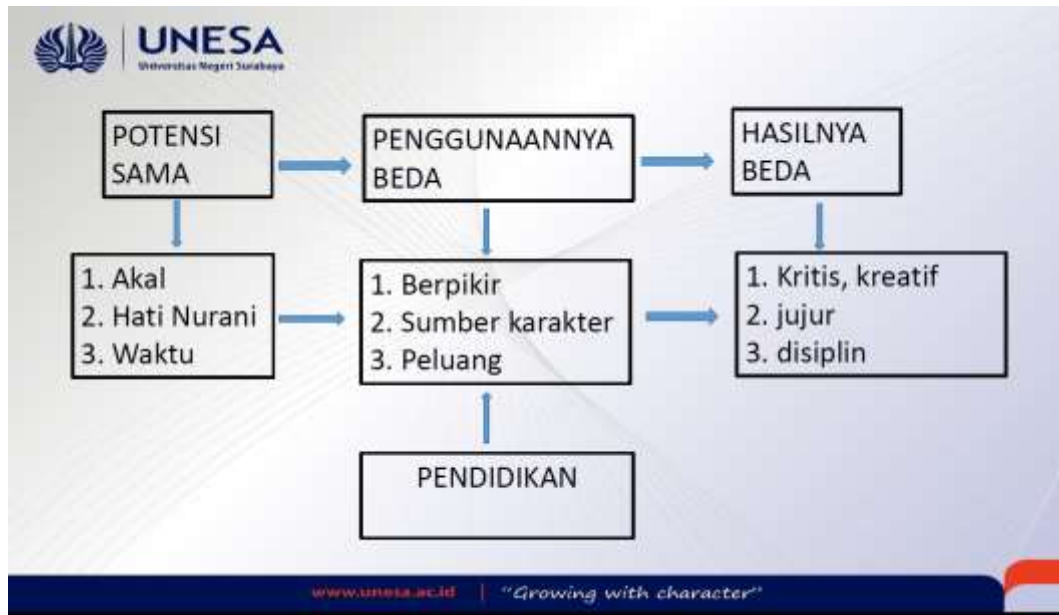 UNESA
Universitas Negeri Surabaya
POTENSI
SAMA
PENGGUNAANNYA
BEDA
HASILNYA
BEDA
1. Akal
2. Hati Nurani
3. Waktu
1. Berpikir
2. Sumber karakter
3. Peluang
1. Kritis, kreatif
2. jujur
3. disiplin
PENDIDIKAN
www.unesa.ac.id | "Growing with character"